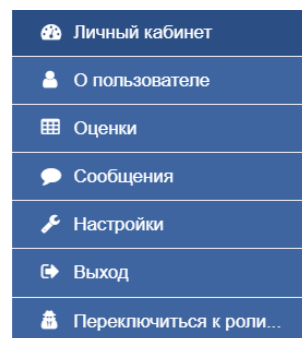 Личный кабинет
О пользователе
Оценки
Сообщения
Настройки
Выход
Переключиться к роли...